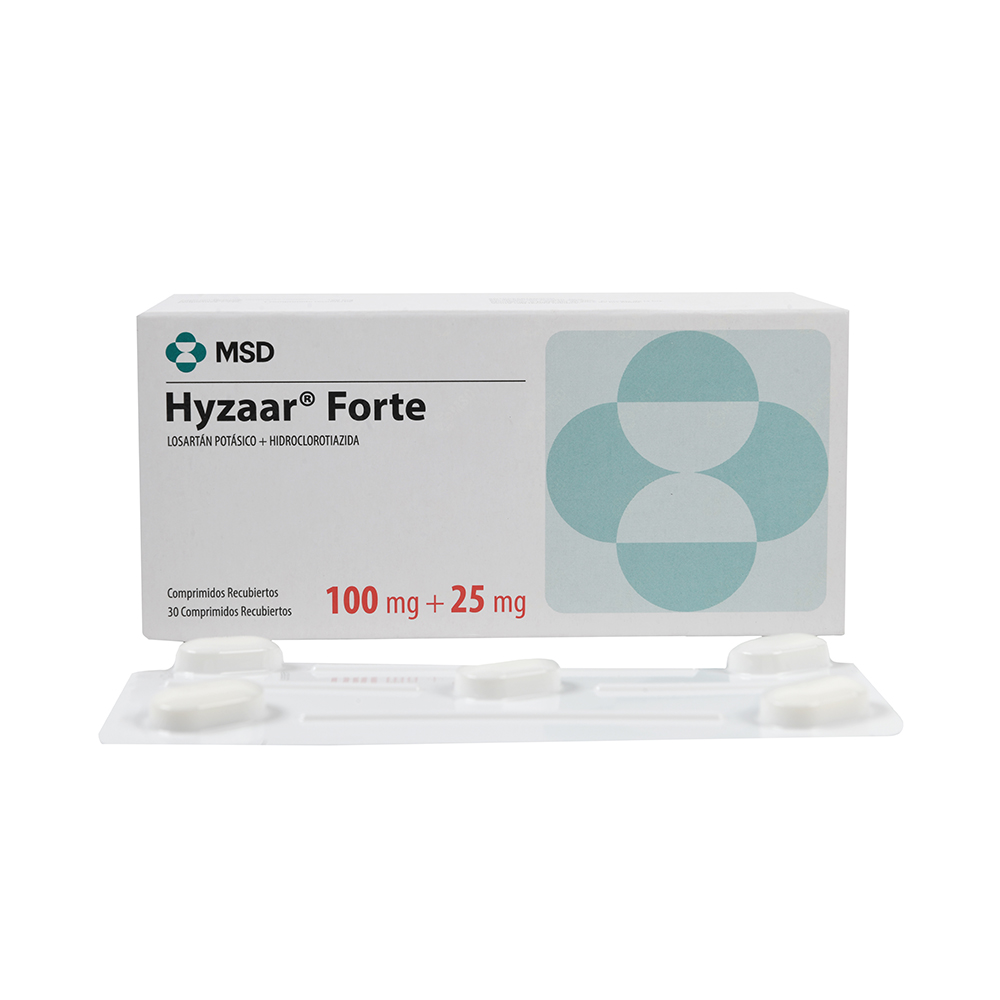 MSD
Hyzaar® Forte
LOSARTÁN POTÁSICO + HIDROCLOROTIAZIDA
Comprimidos Recubiertos
30 Comprimidos Recubiertos
100 mg + 25 mg